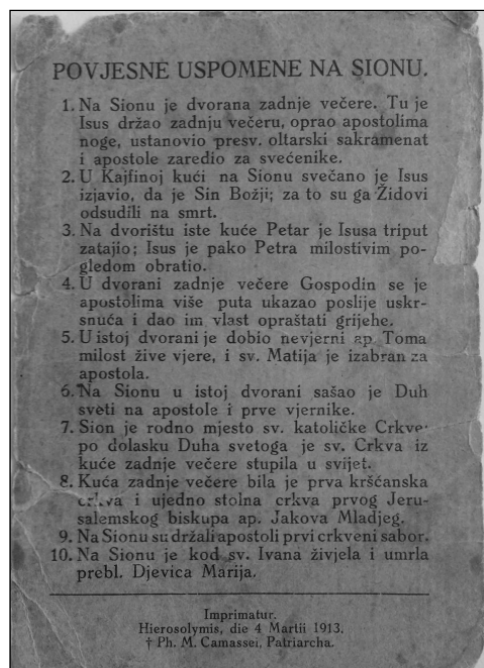 POVJESNE USPOMENE NA SIONU.
1. Na Sionu je dvorana zadnje večere. Tu je
Isus držao zadnju večeru, oprao apostolima
noge, ustanovio presv. oltarski sakramenat
i apostole zaredio za svećenike.
2. U Kajfinoj kući na Sionu svečano je Isus
izjavio, da je Sin Božji; za to su ga Židovi
odsudili na smrt.
3. Na dvorištu iste kuće Petar je Isusa triput
zatajio; Isus je pako Petra milostivim po-
gledom obratio.
4. U dvorani zadnje večere Gospodin se je
apostolima više puta ukazao poslije uskr-
snuća i dao im vlast opraštati grijehe.
5. U istoj dvorani je dobio nevjerni ap. Toma
milost žive vjere, i sv. Matija je izabran za
apostola.
6. Na Sionu u istoj dvorani sašao je Duh
sveti na apostole i prve vjernike.
7. Sion je rodno mjesto sv. katoličke Crkve·
po dolasku Duha svetoga je sv. Crkva iz
kuće zadnje večere stupila u svijet.
8. Kuća zadnje večere bila je prva kršćanska
crkva i ujedno stolna crkva prvog Jeru-
salemskog biskupa ap. Jakova Mladjeg.
9. Na Sionu su držali apostoli prvi crkveni sabor.
10. Na Sionu je kod sv. Ivana živjela i umrla
prebl. Djevica Marija.
Imprimatur.
Hierosolymis, die 4 Martii 1913.
† Ph. M. Camassei, Patriarcha.